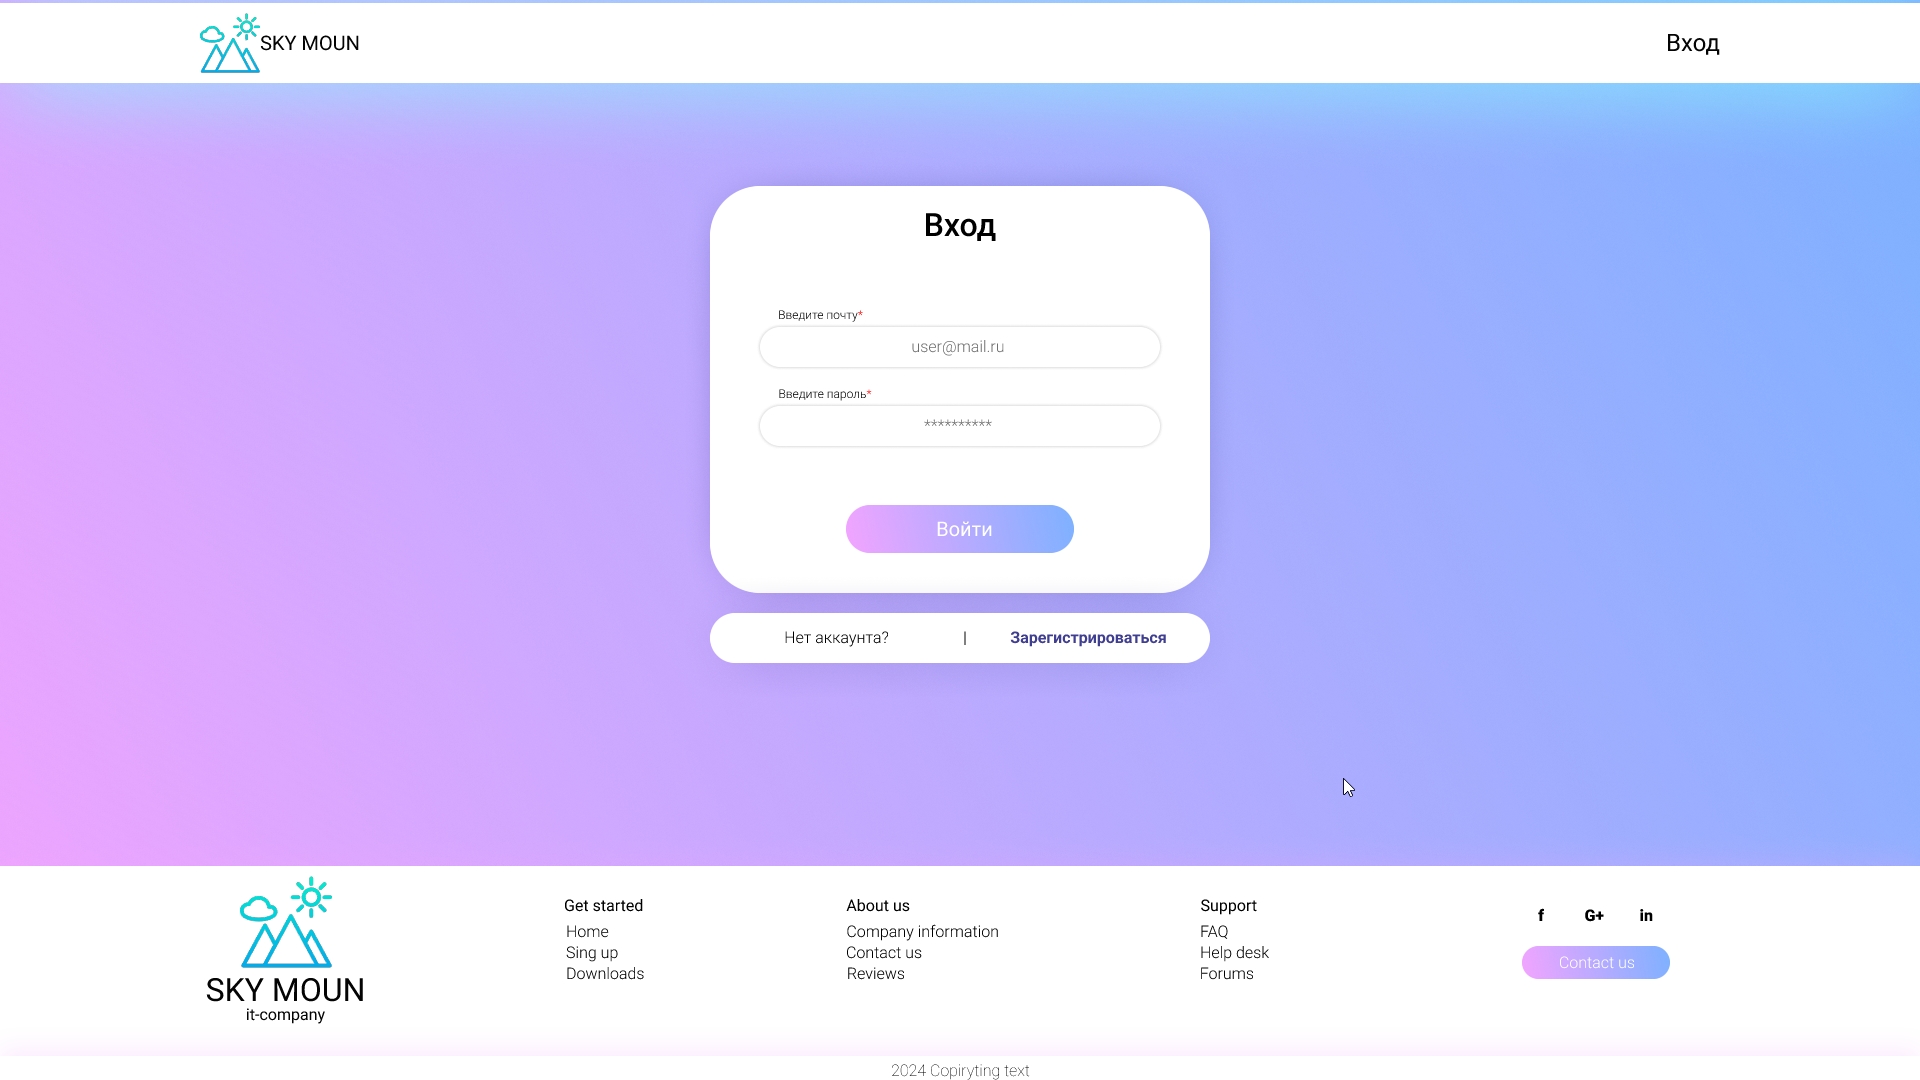 SKY MOUN
Вход
Вход
Введите почту*
user@mail.ru
Введите пароль*
**********
Войти
Нет аккаунта? | Зарегистрироваться
SKY MOUN
it-company
Get started
Home
Sing up
Downloads
About us
Company information
Contact us
Reviews
Support
FAQ
Help desk
Forums
f G+ in
Contact us
2024 Copiryting text